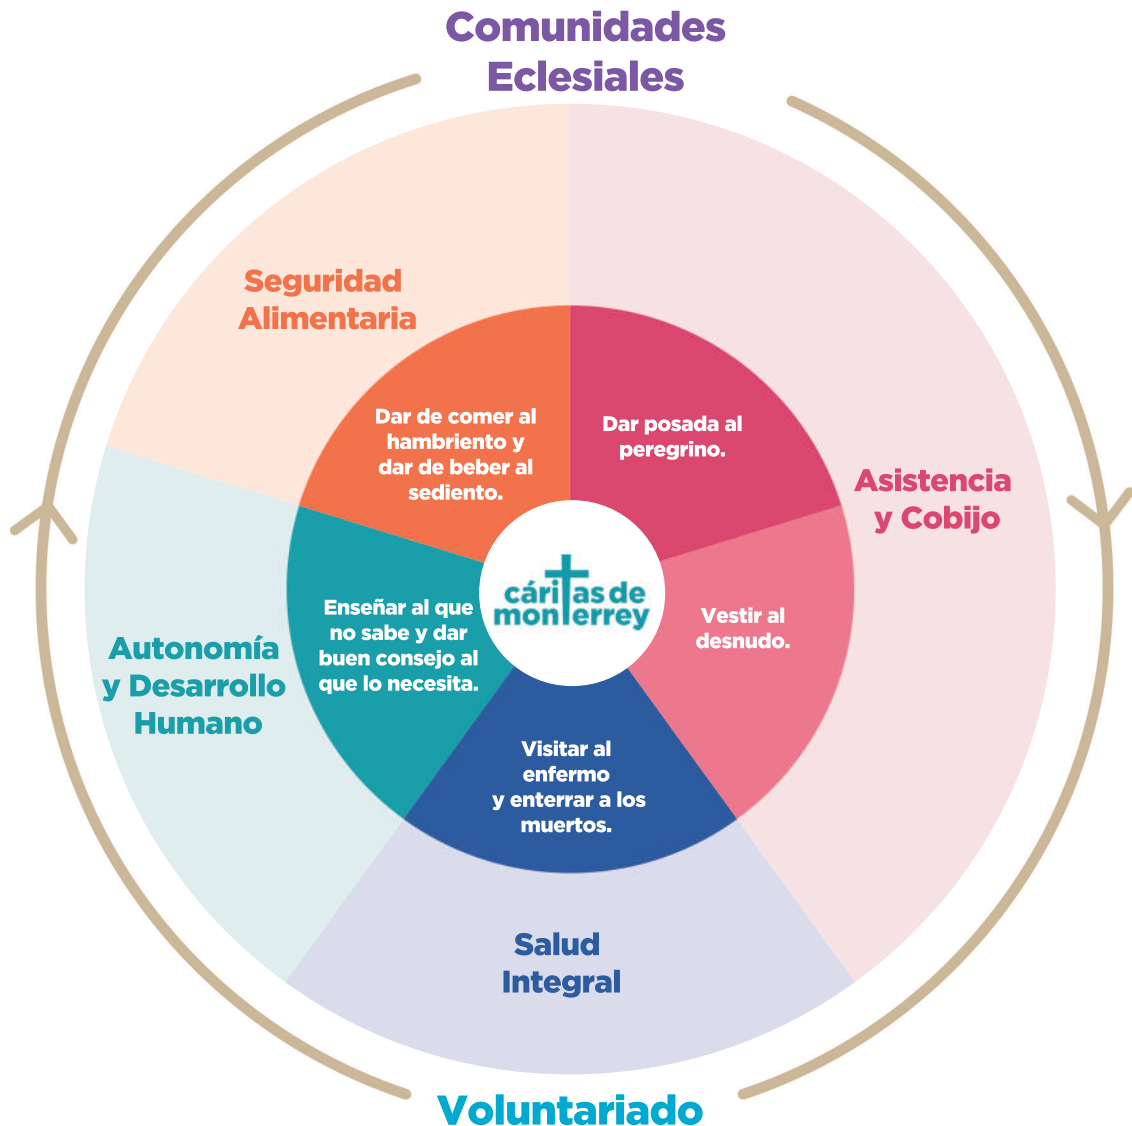 Comunidades
Eclesiales
Seguridad
Alimentaria
Dar de comer al
hambriento y
dar de beber al
sediento.
Dar posada al
peregrino.
Asistencia
y Cobijo
cáritas de
monterrey
Enseñar al que
no sabe y dar
buen consejo al
que lo necesita.
Vestir al
desnudo.
Autonomía
y Desarrollo
Humano
Visitar al
enfermo
y enterrar a los
muertos.
Salud
Integral
Voluntariado